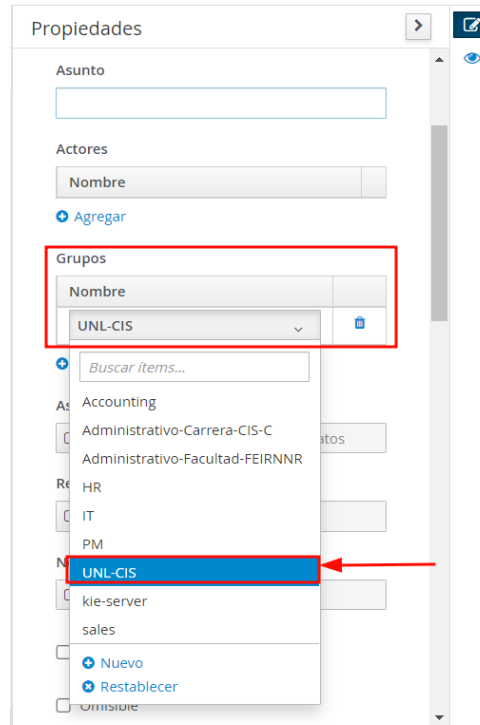 Propiedades
Asunto
Actores
Nombre
Agregar
Grupos
Nombre
UNL-CIS
Buscar ítems...
Accounting
Administrativo-Carrera-CIS-C
Administrativo-Facultad-FEIRNNR
HR
IT
PM
UNL-CIS
kie-server
sales
Nuevo
Restablecer
Omisible